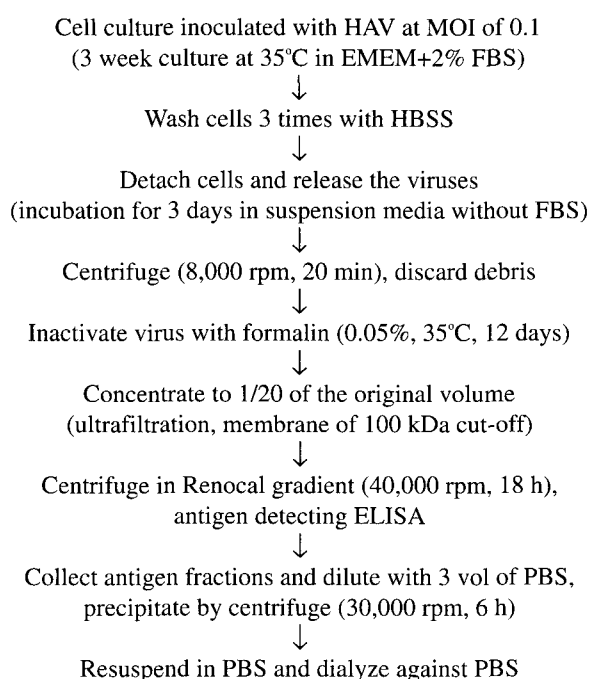 Cell culture inoculated with HAV at MOI of 0.1
(3 week culture at 35°C in EMEM+2% FBS)
↓
Wash cells 3 times with HBSS
↓
Detach cells and release the viruses
(incubation for 3 days in suspension media without FBS)
↓
Centrifuge (8,000 rpm, 20 min), discard debris
↓
Inactivate virus with formalin (0.05%, 35°C, 12 days)
↓
Concentrate to 1/20 of the original volume
(ultrafiltration, membrane of 100 kDa cut-off)
↓
Centrifuge in Renocal gradient (40,000 rpm, 18 h),
antigen detecting ELISA
↓
Collect antigen fractions and dilute with 3 vol of PBS,
precipitate by centrifuge (30,000 rpm, 6 h)
↓
Resuspend in PBS and dialyze against PBS